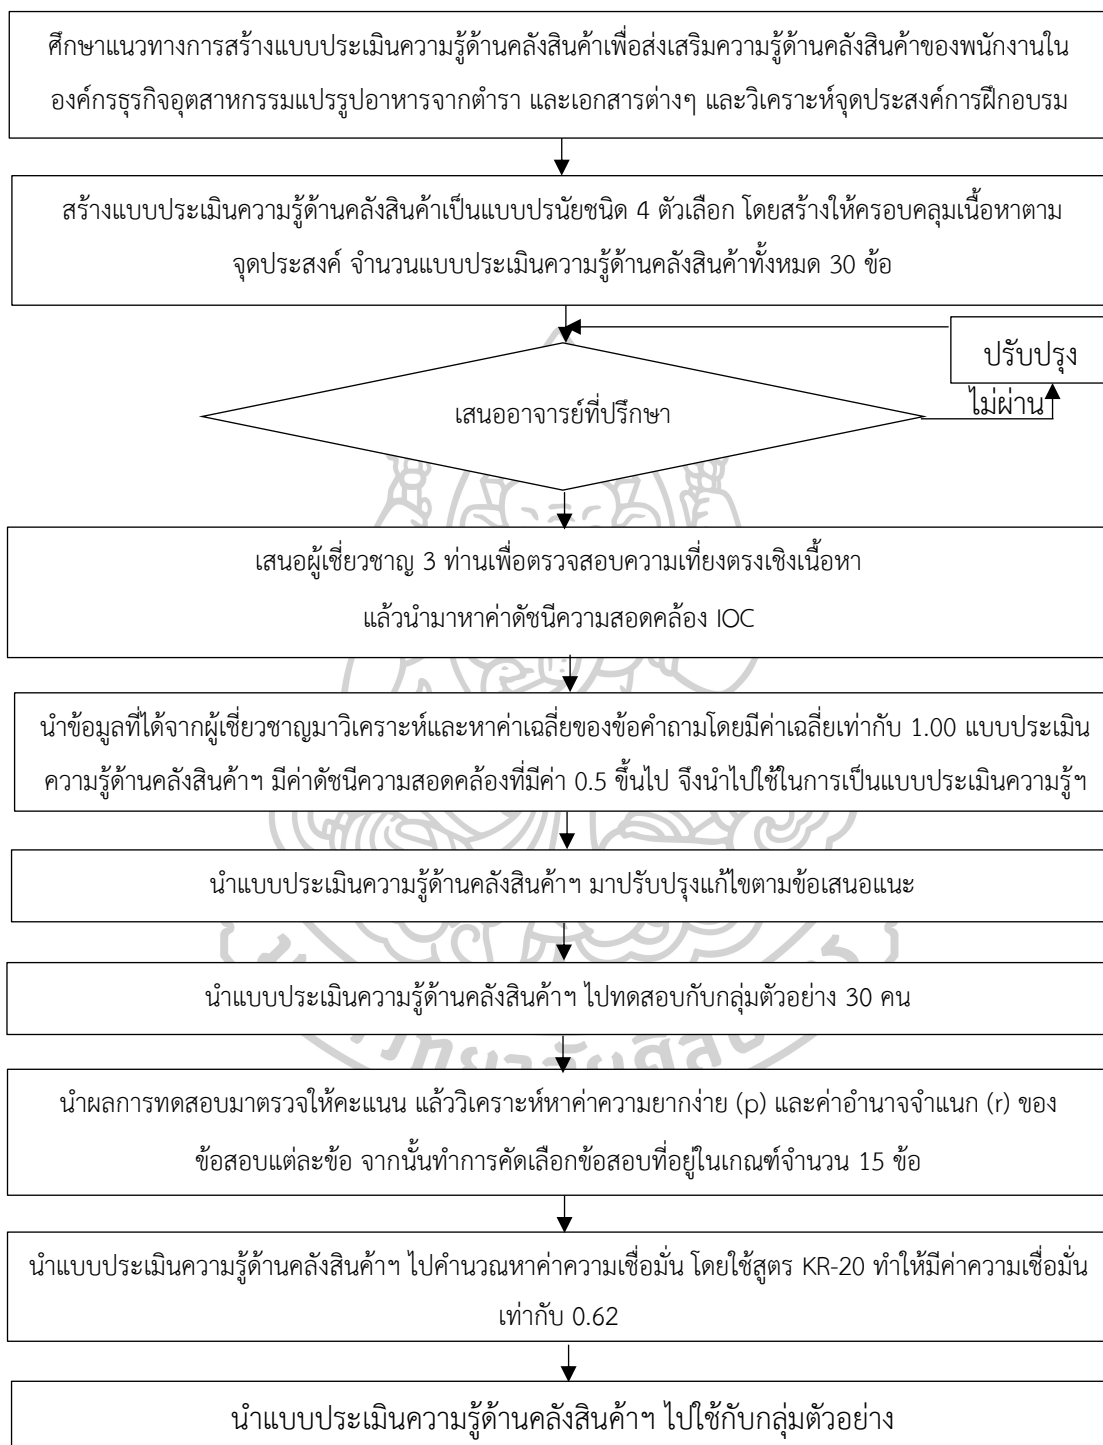 ศึกษาแนวทางการสร้างแบบประเมินความรู้ด้านคลังสินค้าเพื่อส่งเสริมความรู้ด้านคลังสินค้าของพนักงานใน
องค์กรธุรกิจอุตสาหกรรมแปรรูปอาหารจากตำรา และเอกสารต่างๆ และวิเคราะห์จุดประสงค์การฝึกอบรม
สร้างแบบประเมินความรู้ด้านคลังสินค้าเป็นแบบปรนัยชนิด 4 ตัวเลือก โดยสร้างให้ครอบคลุมเนื้อหาตาม
จุดประสงค์ จำนวนแบบประเมินความรู้ด้านคลังสินค้าทั้งหมด 30 ข้อ
ปรับปรุง
ไม่ผ่าน
เสนออาจารย์ที่ปรึกษา
เสนอผู้เชี่ยวชาญ 3 ท่านเพื่อตรวจสอบความเที่ยงตรงเชิงเนื้อหา
แล้วนำมาหาค่าดัชนีความสอดคล้อง IOC
นำข้อมูลที่ได้จากผู้เชี่ยวชาญมาวิเคราะห์และหาค่าเฉลี่ยของข้อคำถามโดยมีค่าเฉลี่ยเท่ากับ 1.00 แบบประเมิน
ความรู้ด้านคลังสินค้าฯ มีค่าดัชนีความสอดคล้องที่มีค่า 0.5 ขึ้นไป จึงนำไปใช้ในการเป็นแบบประเมินความรู้ฯ
นำแบบประเมินความรู้ด้านคลังสินค้าฯ มาปรับปรุงแก้ไขตามข้อเสนอแนะ
นำแบบประเมินความรู้ด้านคลังสินค้าฯ ไปทดสอบกับกลุ่มตัวอย่าง 30 คน
นำผลการทดสอบมาตรวจให้คะแนน แล้ววิเคราะห์หาค่าความยากง่าย (p) และค่าอำนาจจำแนก (r) ของ
ข้อสอบแต่ละข้อ จากนั้นทำการคัดเลือกข้อสอบที่อยู่ในเกณฑ์จำนวน 15 ข้อ
นำแบบประเมินความรู้ด้านคลังสินค้าฯ ไปคำนวณหาค่าความเชื่อมั่น โดยใช้สูตร KR-20 ทำให้มีค่าความเชื่อมั่น
เท่ากับ 0.62
นำแบบประเมินความรู้ด้านคลังสินค้าฯ ไปใช้กับกลุ่มตัวอย่าง